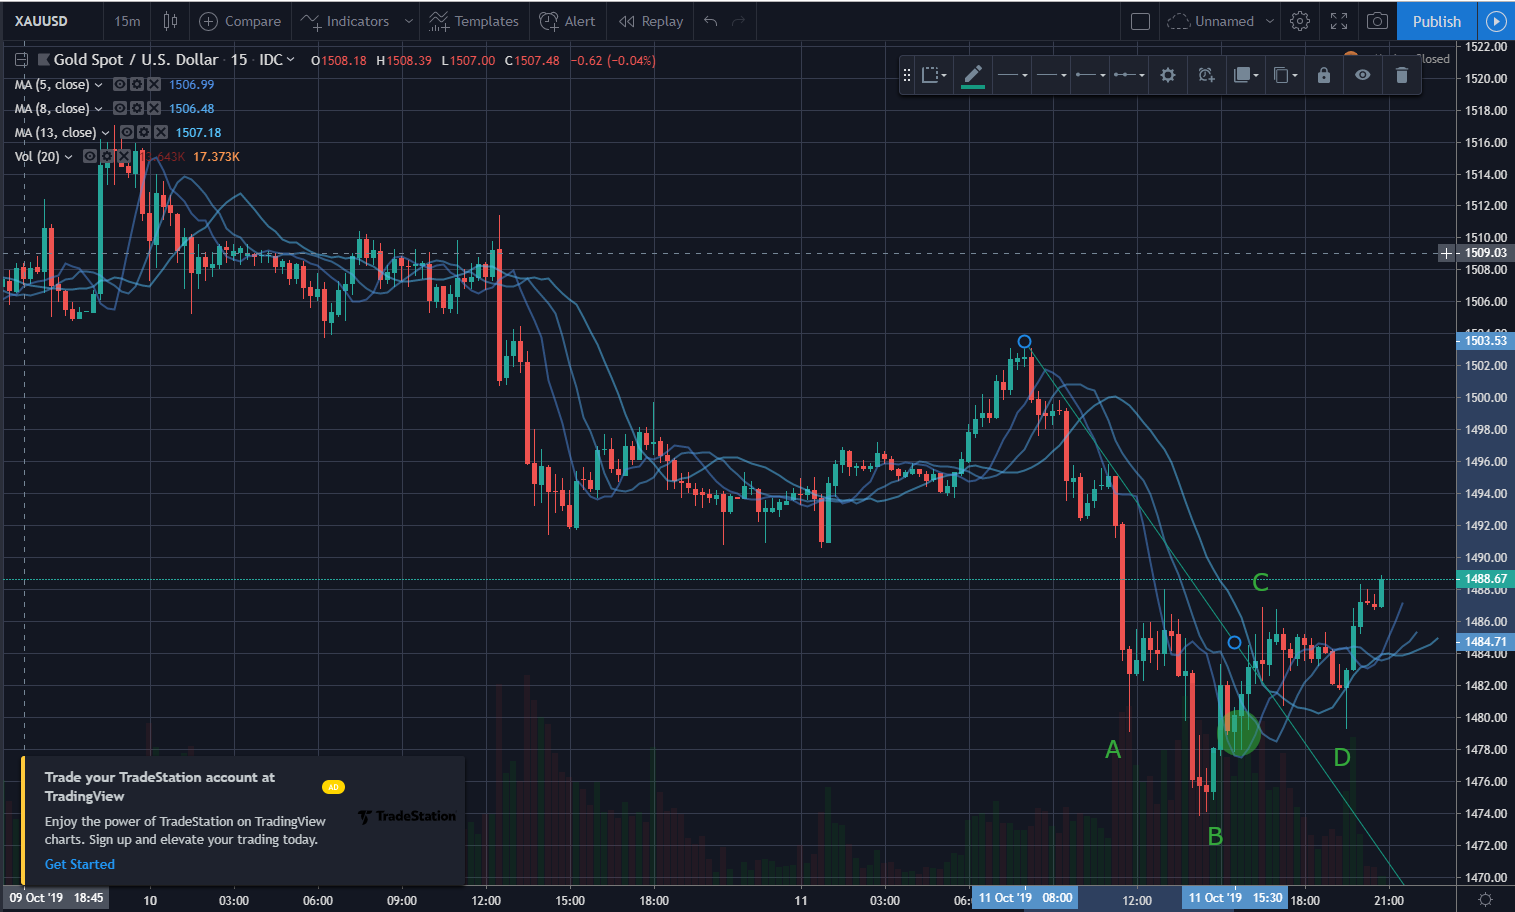 XAUUSD 15m Compare Indicators Templates Alert Replay Unnamed Publish
Gold Spot / U.S. Dollar 15 IDC O1508.18 H1508.39 L1507.00 C1507.48 −0.62 (−0.04%)
Closed
MA (5, close) 1506.99
MA (8, close) 1506.48
MA (13, close) 1507.18
Vol (20) 17.373K
1522.00
1520.00
1518.00
1516.00
1514.00
1512.00
1510.00
1509.03
1508.00
1506.00
1503.53
1502.00
1500.00
1498.00
1496.00
1494.00
1492.00
1490.00
1488.67
1488.00
1486.00
1484.71
1484.00
1482.00
1480.00
1478.00
1476.00
1474.00
1472.00
1470.00
C
A
D
B
Trade your TradeStation account at
TradingView
AD
TradeStation
Enjoy the power of TradeStation on TradingView
charts. Sign up and elevate your trading today.
Get Started
09 Oct '19 18:45 10 03:00 06:00 09:00 12:00 15:00 18:00 11 03:00 11 Oct '19 08:00 12:00 11 Oct '19 15:30 18:00 21:00